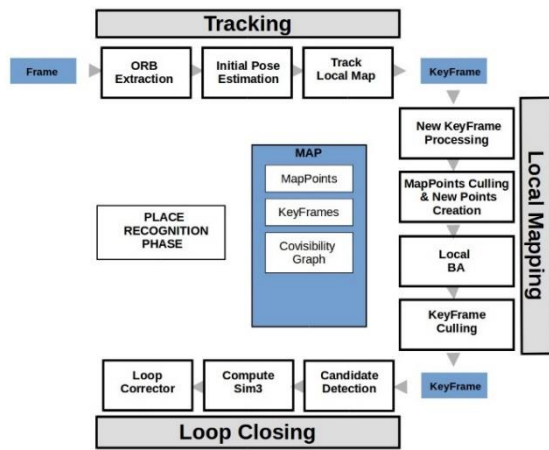 Tracking
Frame
ORB
Extraction
Initial Pose
Estimation
Track
Local Map
KeyFrame
New KeyFrame
Processing
MapPoints Culling
& New Points
Creation
Local
BA
KeyFrame
Culling
Local Mapping
MAP
MapPoints
KeyFrames
Covisibility
Graph
PLACE
RECOGNITION
PHASE
Loop
Corrector
Compute
Sim3
Candidate
Detection
KeyFrame
Loop Closing